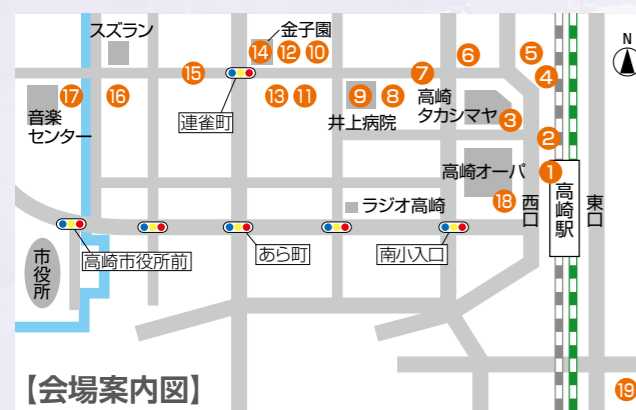 スズラン
金子園
N
⑭⑫⑩
⑤
⑥
④
⑦
⑮
⑰
⑯
⑬⑪
⑨
⑧
高崎
タカシマヤ
③
音楽
センター
連雀町
井上病院
②
高崎オーパ
①
⑱
西口
高崎駅
東口
ラジオ高崎
市役所
高崎市役所前
あら町
南小入口
⑲
【会場案内図】